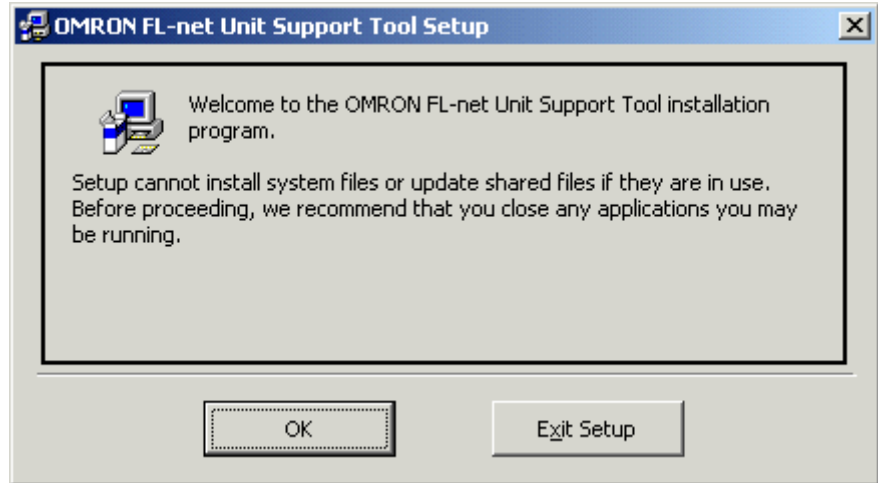 OMRON FL-net Unit Support Tool Setup
Welcome to the OMRON FL-net Unit Support Tool installation
program.
Setup cannot install system files or update shared files if they are in use.
Before proceeding, we recommend that you close any applications you may
be running.
OK
Exit Setup